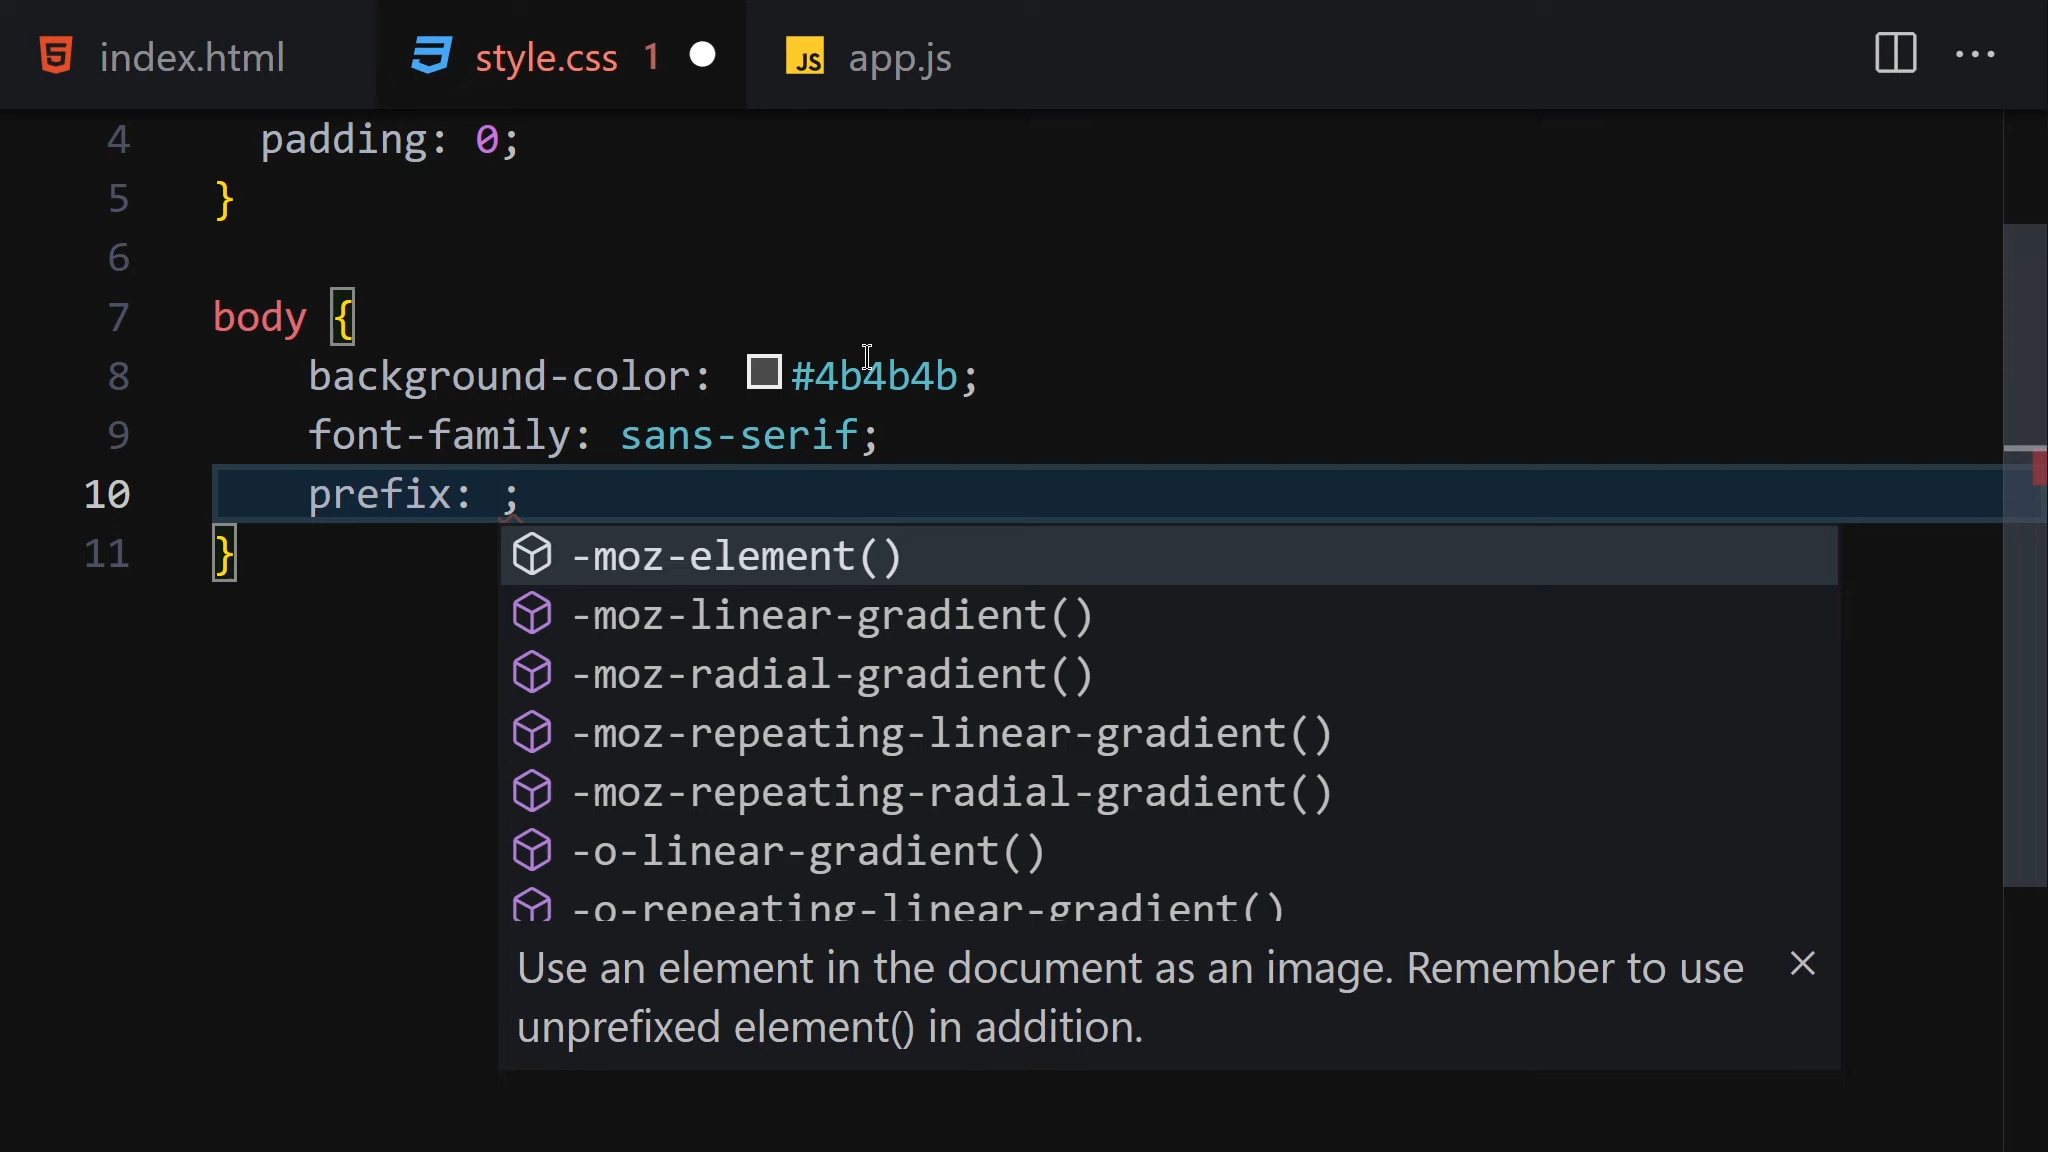 index.html style.css 1 JS app.js
4 padding: 0;
5 }
6
7 body {
8 background-color: #4b4b4b;
9 font-family: sans-serif;
10 prefix: ;
11 }
-moz-element()
-moz-linear-gradient()
-moz-radial-gradient()
-moz-repeating-linear-gradient()
-moz-repeating-radial-gradient()
-o-linear-gradient()
-o-repeating-linear-gradient()
Use an element in the document as an image. Remember to use
unprefixed element() in addition.